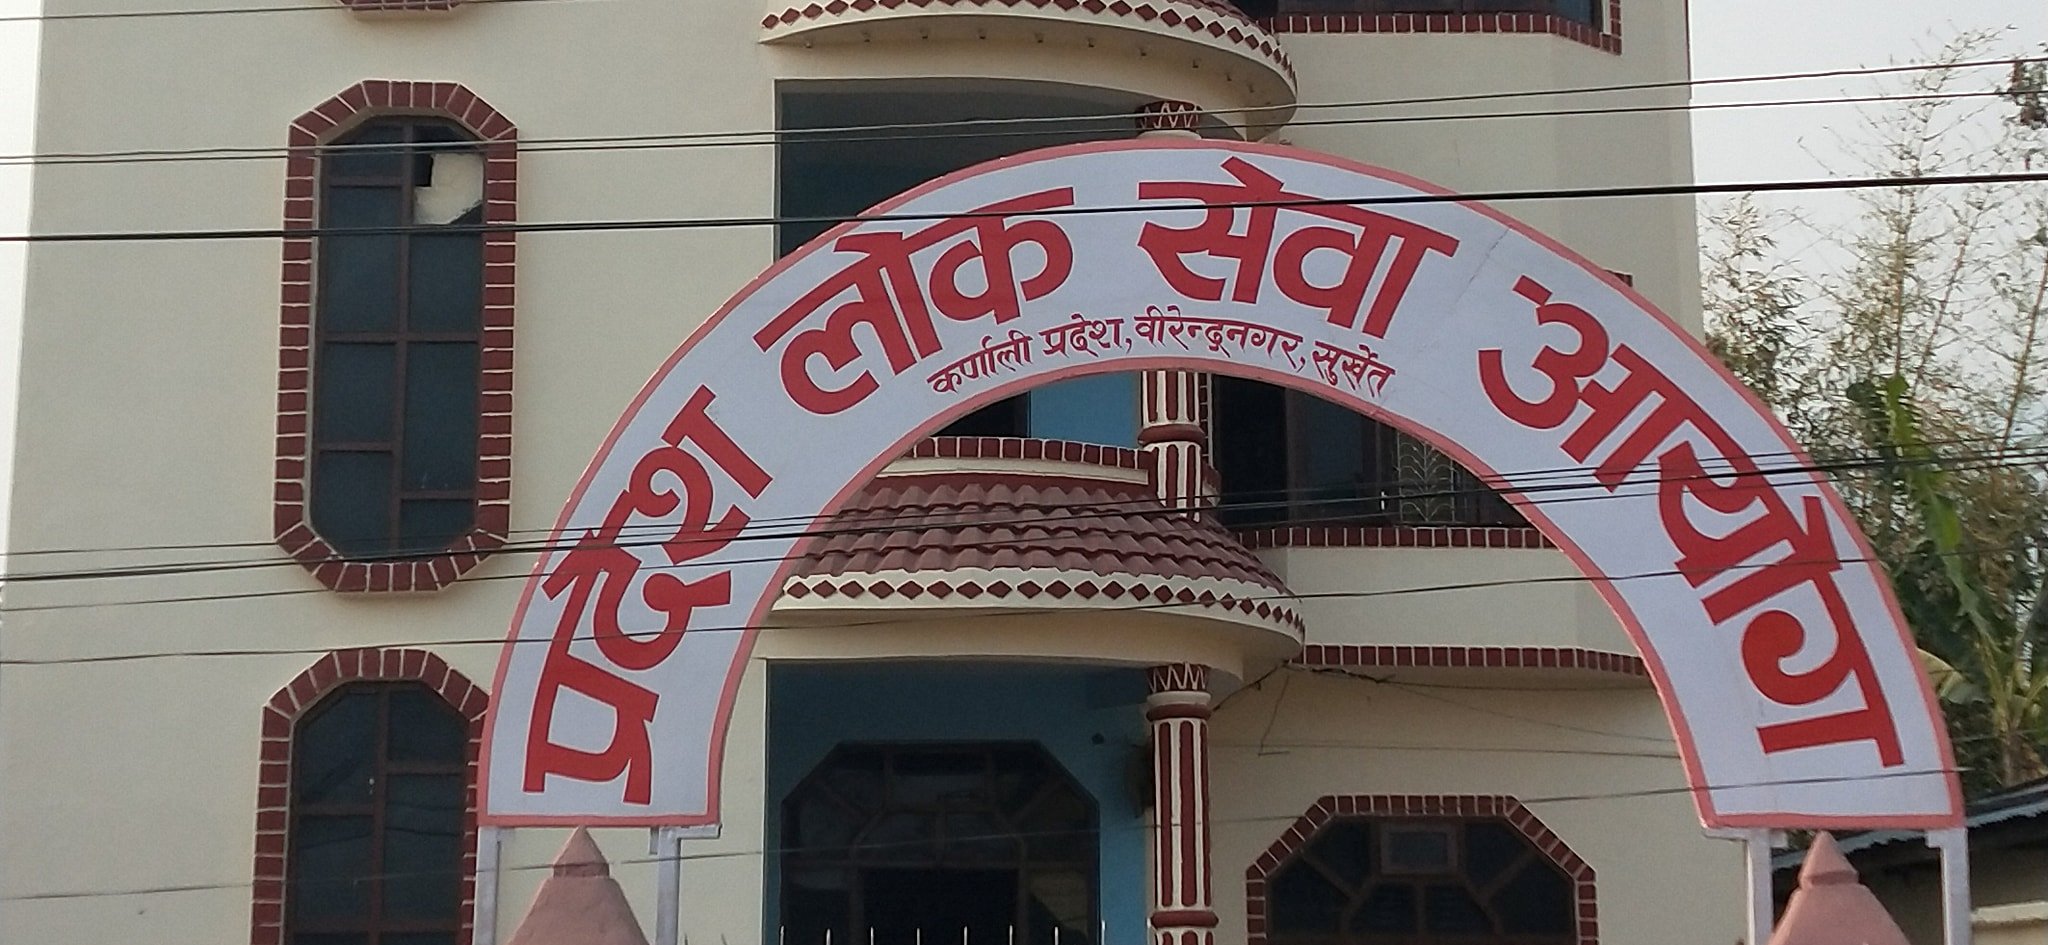 प्रदेश लोक सेवा आयोग
कर्णाली प्रदेश, वीरेन्द्रनगर, सुर्खेत